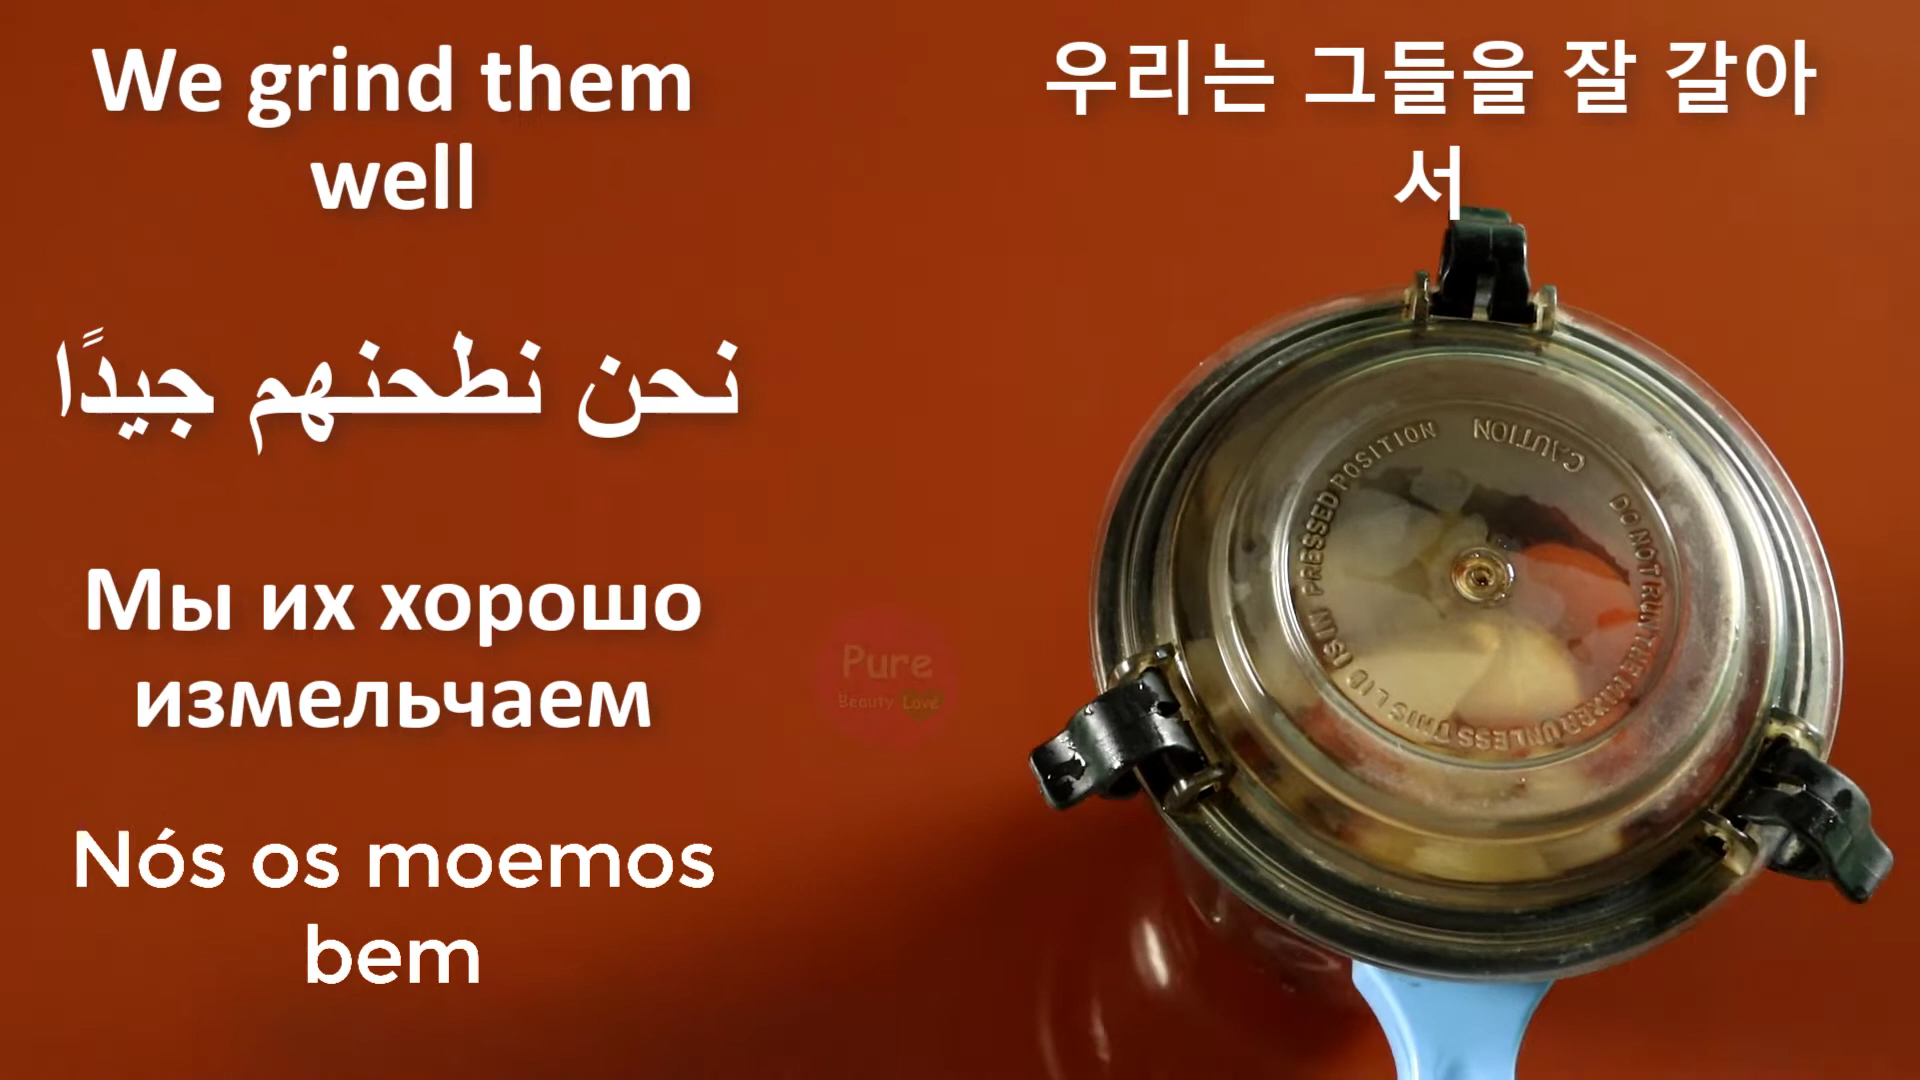 We grind them
well
우리는 그들을 잘 갈아
서
نحن نطحنهم جيدًا
Мы их хорошо
измельчаем
Nós os moemos
bem
Pure
Beauty Love
CAUTION
DO NOT RUN THE MIXER UNLESS THIS LID IS IN PRESSED POSITION